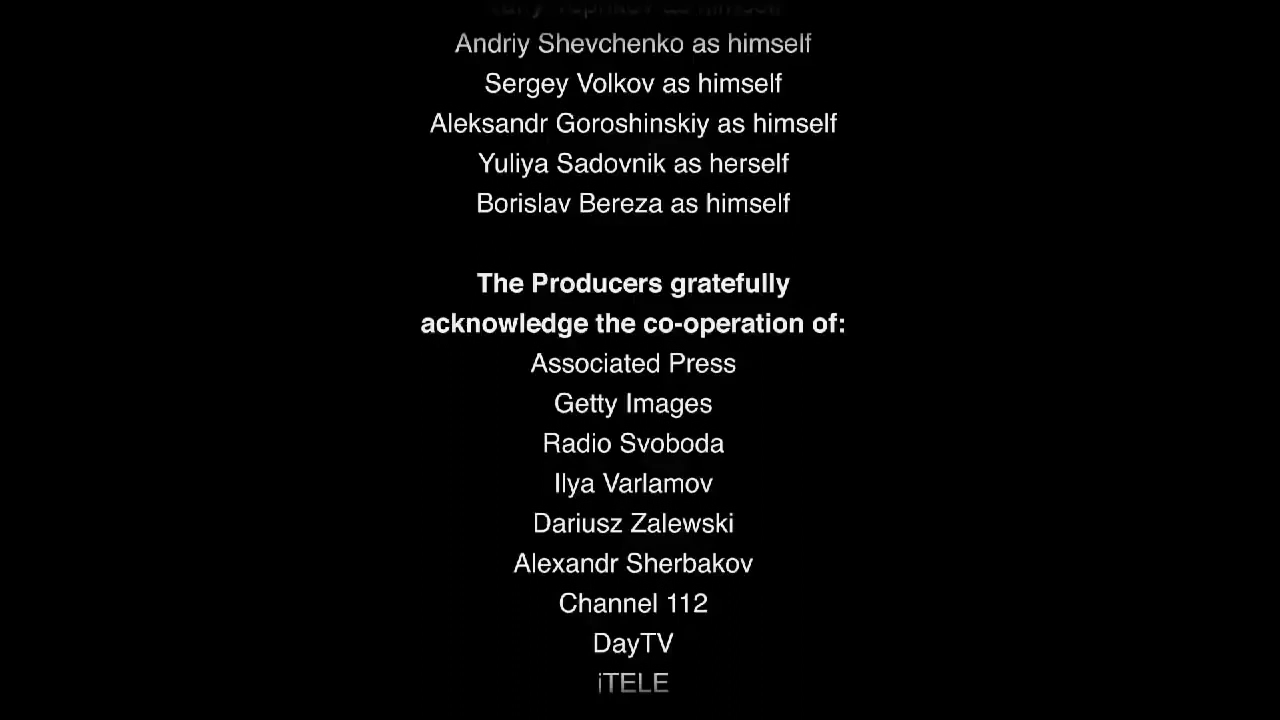 Andriy Shevchenko as himself
Sergey Volkov as himself
Aleksandr Goroshinskiy as himself
Yuliya Sadovnik as herself
Borislav Bereza as himself
The Producers gratefully
acknowledge the co-operation of:
Associated Press
Getty Images
Radio Svoboda
Ilya Varlamov
Dariusz Zalewski
Alexandr Sherbakov
Channel 112
DayTV
iTELE